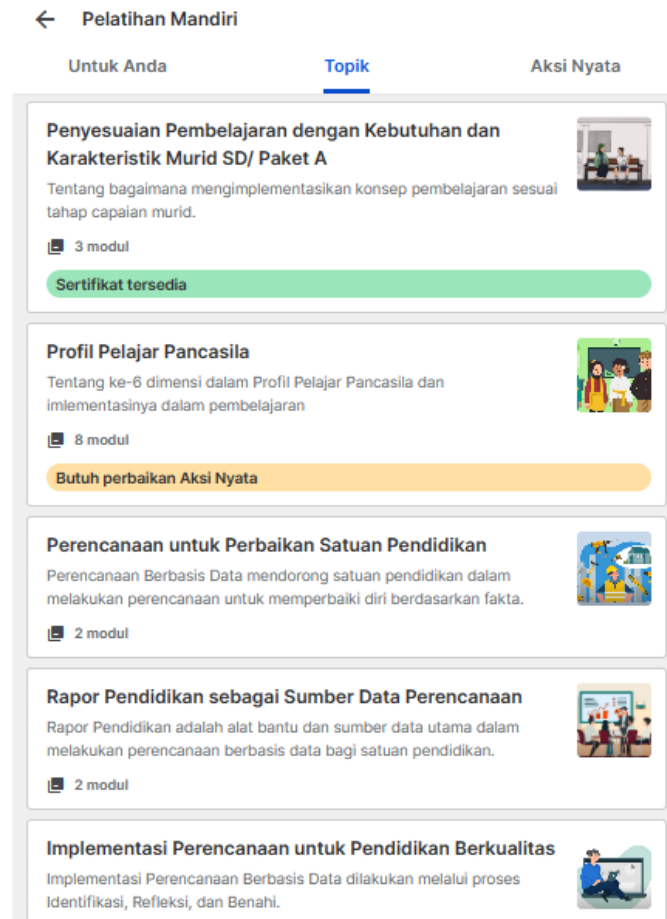 Pelatihan Mandiri
Untuk Anda Topik Aksi Nyata
Penyesuaian Pembelajaran dengan Kebutuhan dan
Karakteristik Murid SD/ Paket A
Tentang bagaimana mengimplementasikan konsep pembelajaran sesuai
tahap capaian murid.
3 modul
Sertifikat tersedia
Profil Pelajar Pancasila
Tentang ke-6 dimensi dalam Profil Pelajar Pancasila dan
imlementasinya dalam pembelajaran
8 modul
Butuh perbaikan Aksi Nyata
Perencanaan untuk Perbaikan Satuan Pendidikan
Perencanaan Berbasis Data mendorong satuan pendidikan dalam
melakukan perencanaan untuk memperbaiki diri berdasarkan fakta.
2 modul
Rapor Pendidikan sebagai Sumber Data Perencanaan
Rapor Pendidikan adalah alat bantu dan sumber data utama dalam
melakukan perencanaan berbasis data bagi satuan pendidikan.
2 modul
Implementasi Perencanaan untuk Pendidikan Berkualitas
Implementasi Perencanaan Berbasis Data dilakukan melalui proses
Identifikasi, Refleksi, dan Benahi.